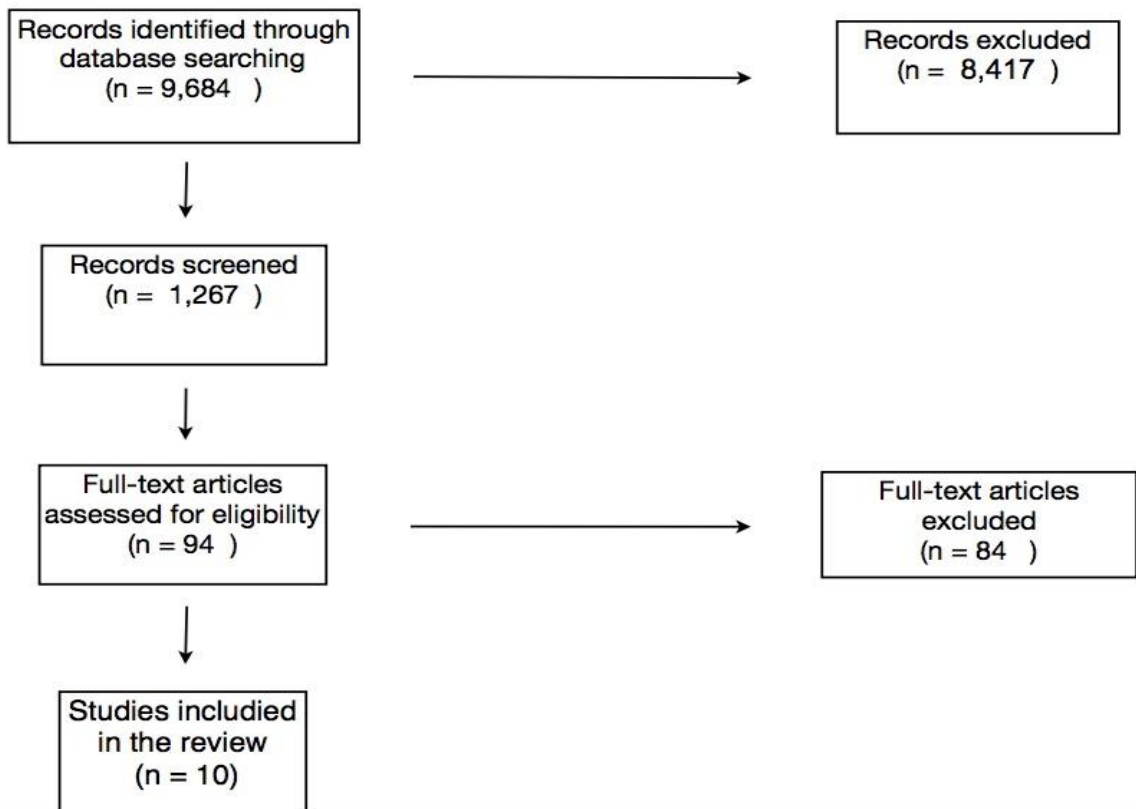 Records identified through
database searching
(n = 9,684   )
Records excluded
(n =  8,417  )
Records screened
(n =  1,267  )
Full-text articles
assessed for eligibility
(n = 94   )
Full-text articles
excluded
(n = 84   )
Studies includied
in the review
(n = 10)